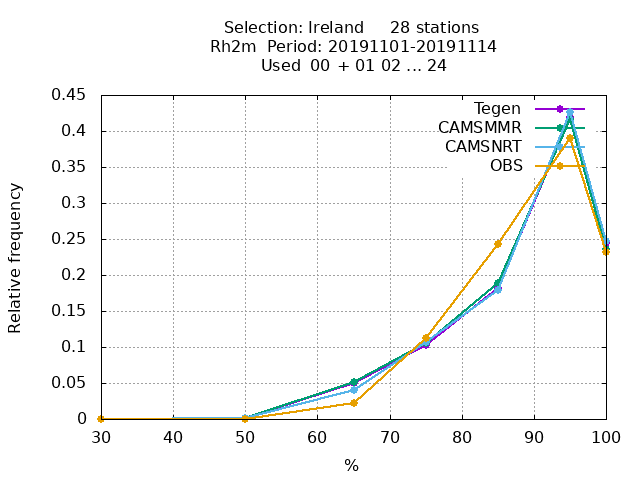 Selection: Ireland 28 stations
Rh2m Period: 20191101-20191114
Used 00 + 01 02 ... 24
0.45
0.4
0.35
0.3
0.25
0.2
0.15
0.1
0.05
0
Relative frequency
Tegen
CAMSMMR
CAMSNRT
OBS
30 40 50 60 70 80 90 100
%